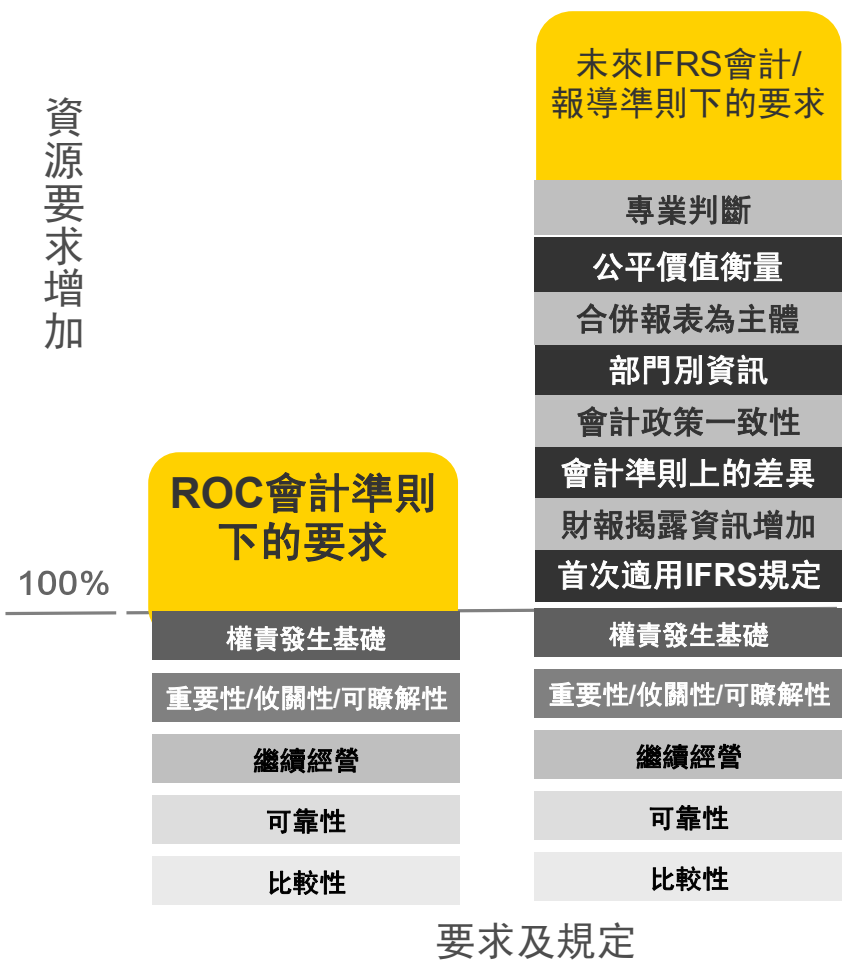 資源要求增加
100%
ROC會計準則
下的要求
權責發生基礎
重要性/攸關性/可瞭解性
繼續經營
可靠性
比較性
未來IFRS會計/
報導準則下的要求
專業判斷
公平價值衡量
合併報表為主體
部門別資訊
會計政策一致性
會計準則上的差異
財報揭露資訊增加
首次適用IFRS規定
權責發生基礎
重要性/攸關性/可瞭解性
繼續經營
可靠性
比較性
要求及規定